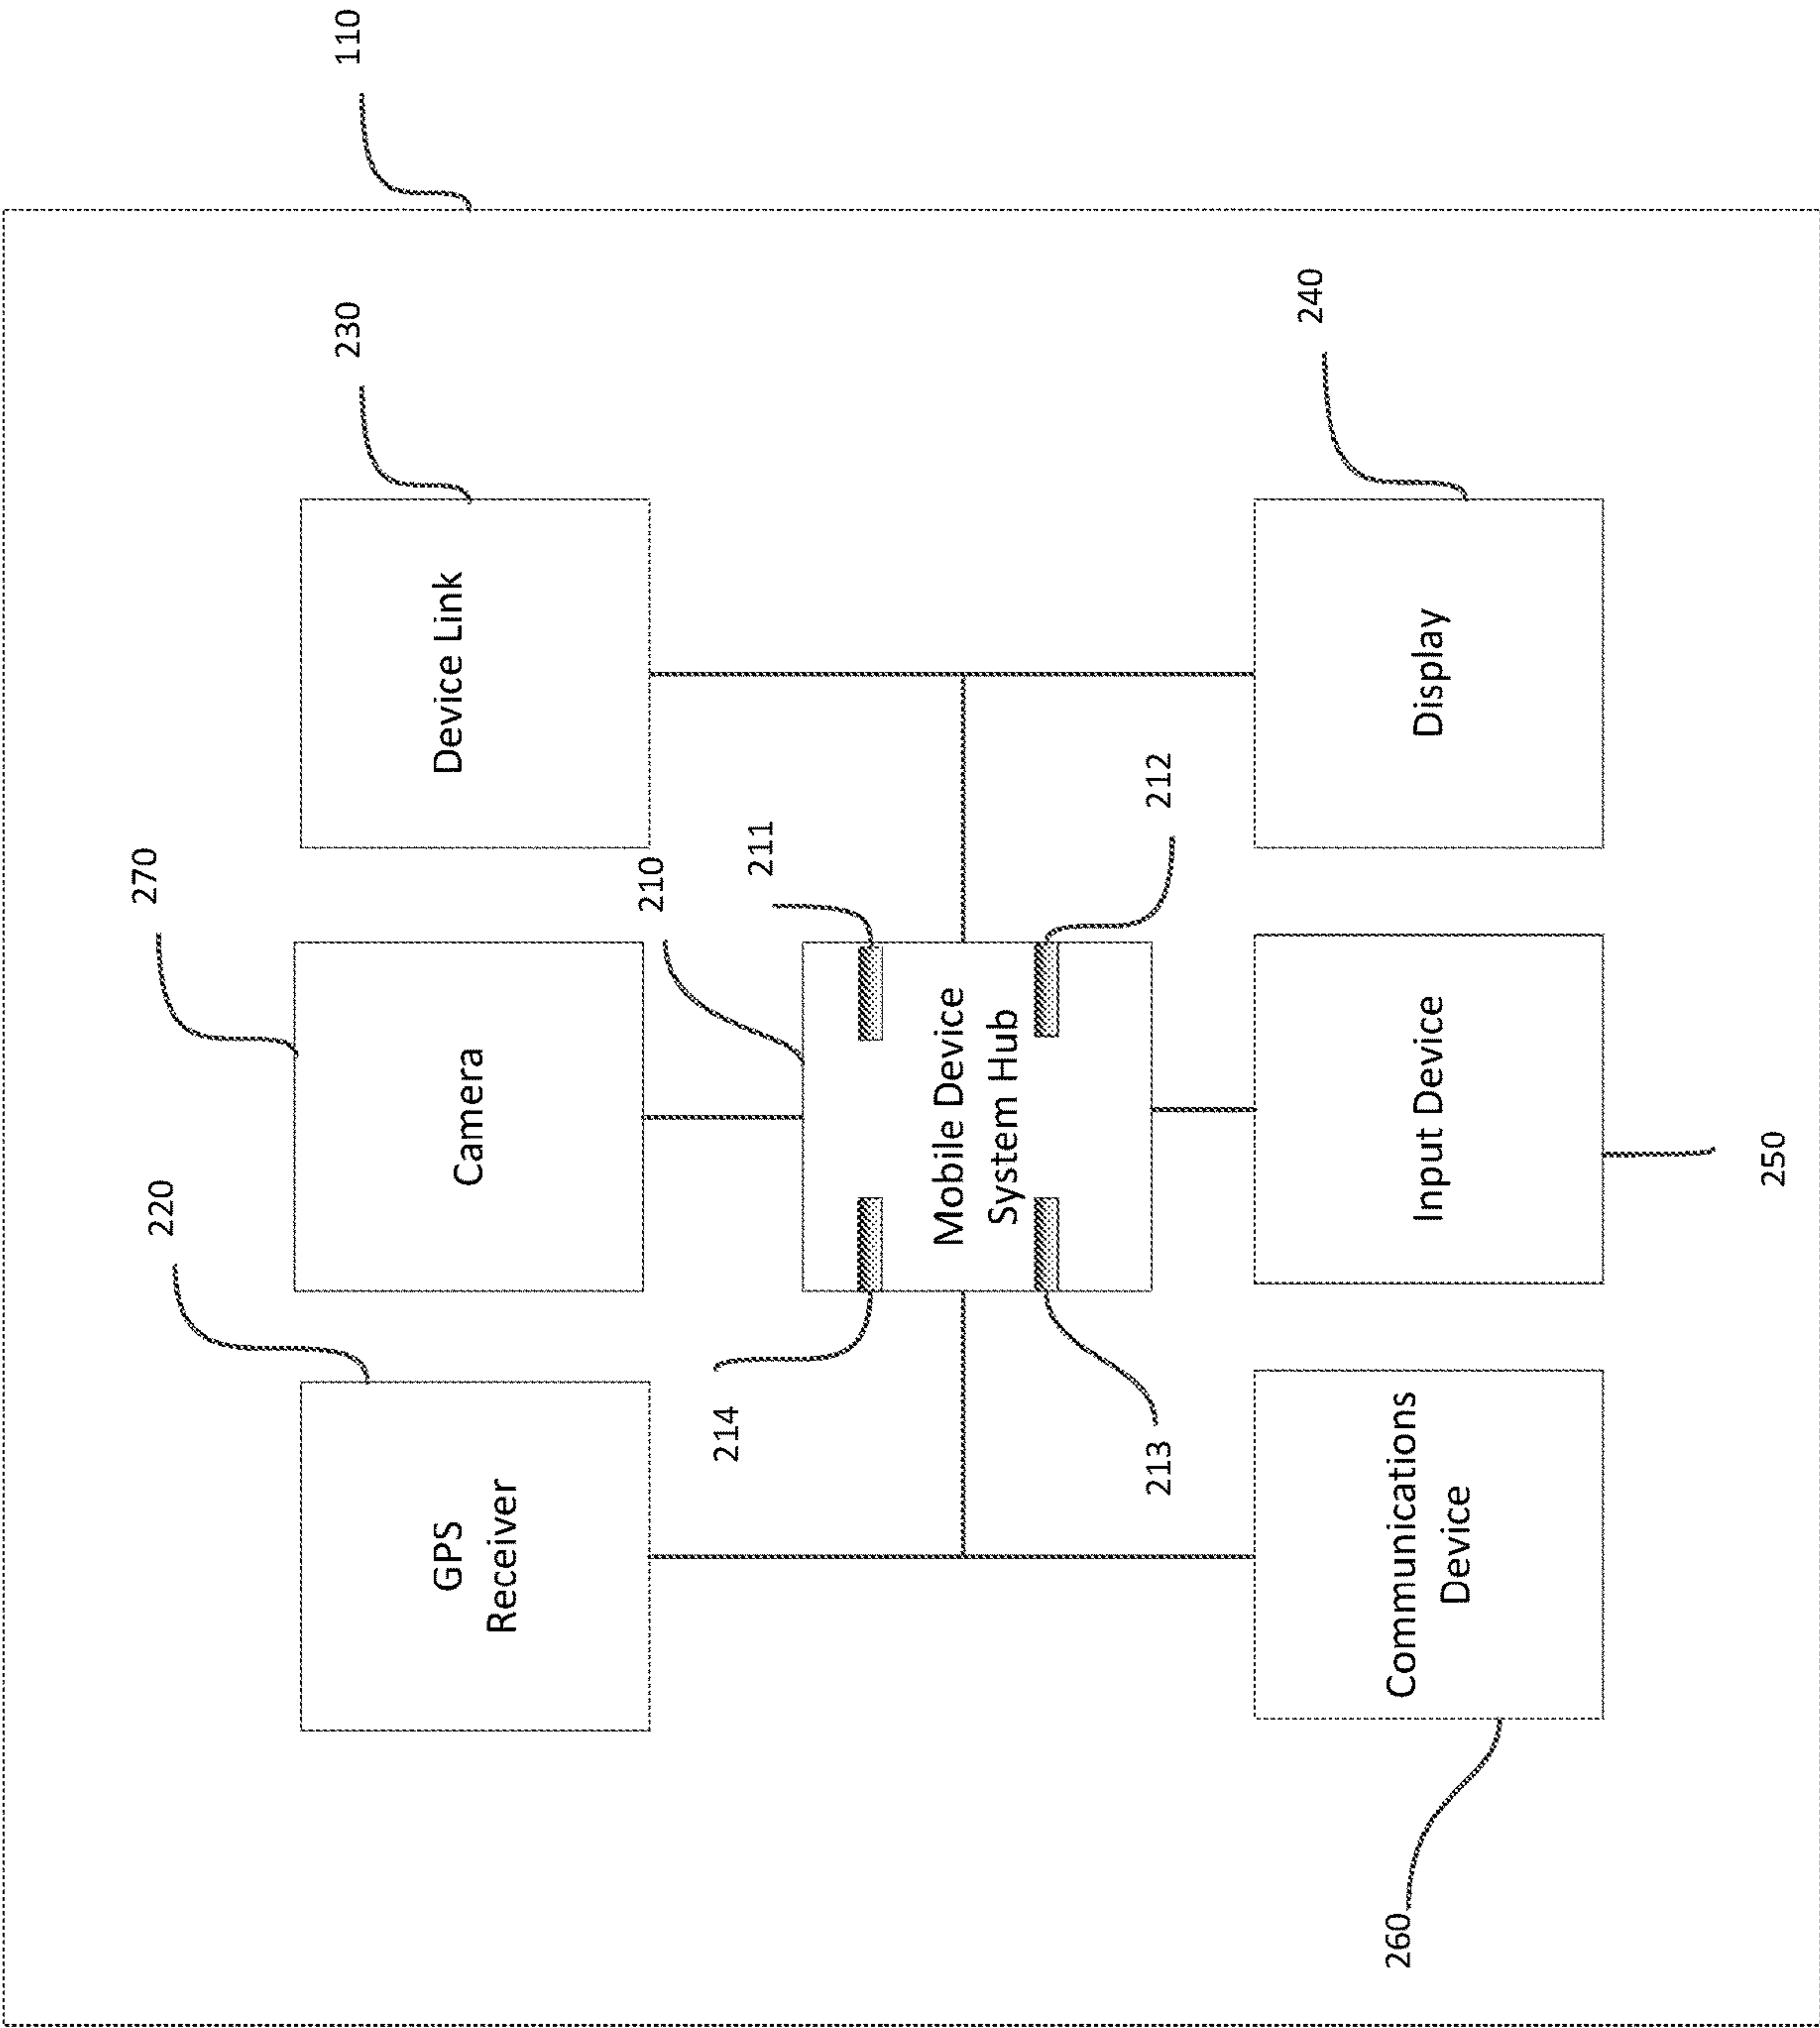 220
270
230
110
GPS
Receiver
Camera
Device Link
210
214
211
Mobile Device
System Hub
213
212
240
260
Communications
Device
Input Device
Display
250